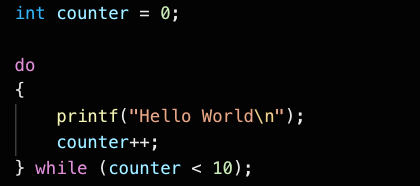 int counter = 0;
do
{
    printf("Hello World\n");
    counter++;
} while (counter < 10);